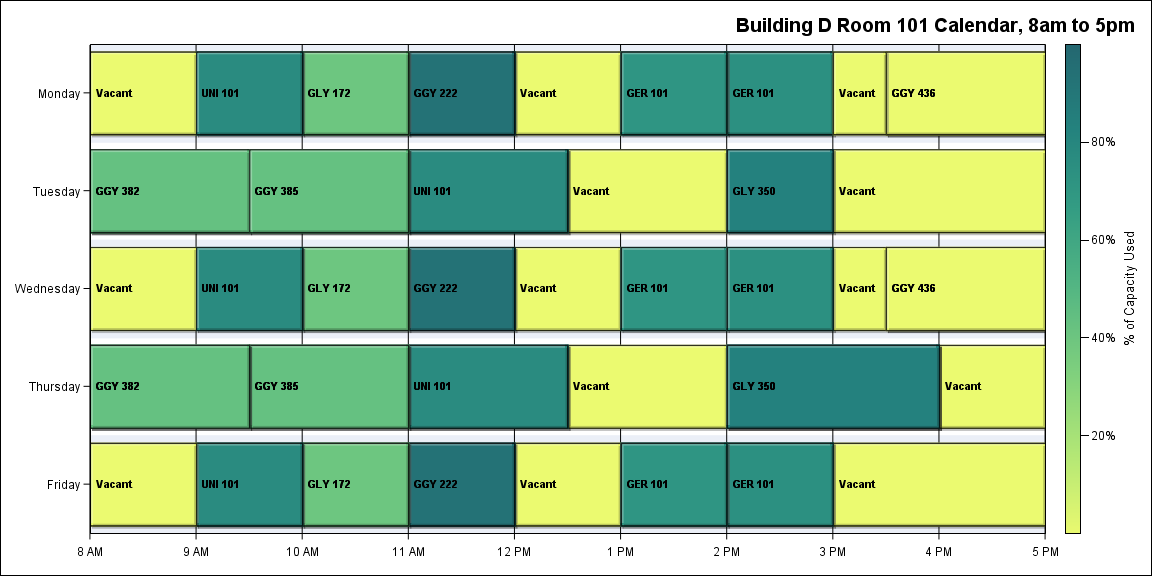 Building D Room 101 Calendar, 8am to 5pm
Monday
Vacant
UNI 101
GLY 172
GGY 222
Vacant
GER 101
GER 101
Vacant
GGY 436
Tuesday
GGY 382
GGY 385
UNI 101
Vacant
GLY 350
Vacant
Wednesday
Vacant
UNI 101
GLY 172
GGY 222
Vacant
GER 101
GER 101
Vacant
GGY 436
Thursday
GGY 382
GGY 385
UNI 101
Vacant
GLY 350
Vacant
Friday
Vacant
UNI 101
GLY 172
GGY 222
Vacant
GER 101
GER 101
Vacant
8 AM
9 AM
10 AM
11 AM
12 PM
1 PM
2 PM
3 PM
4 PM
5 PM
80%
60%
40%
20%
% of Capacity Used